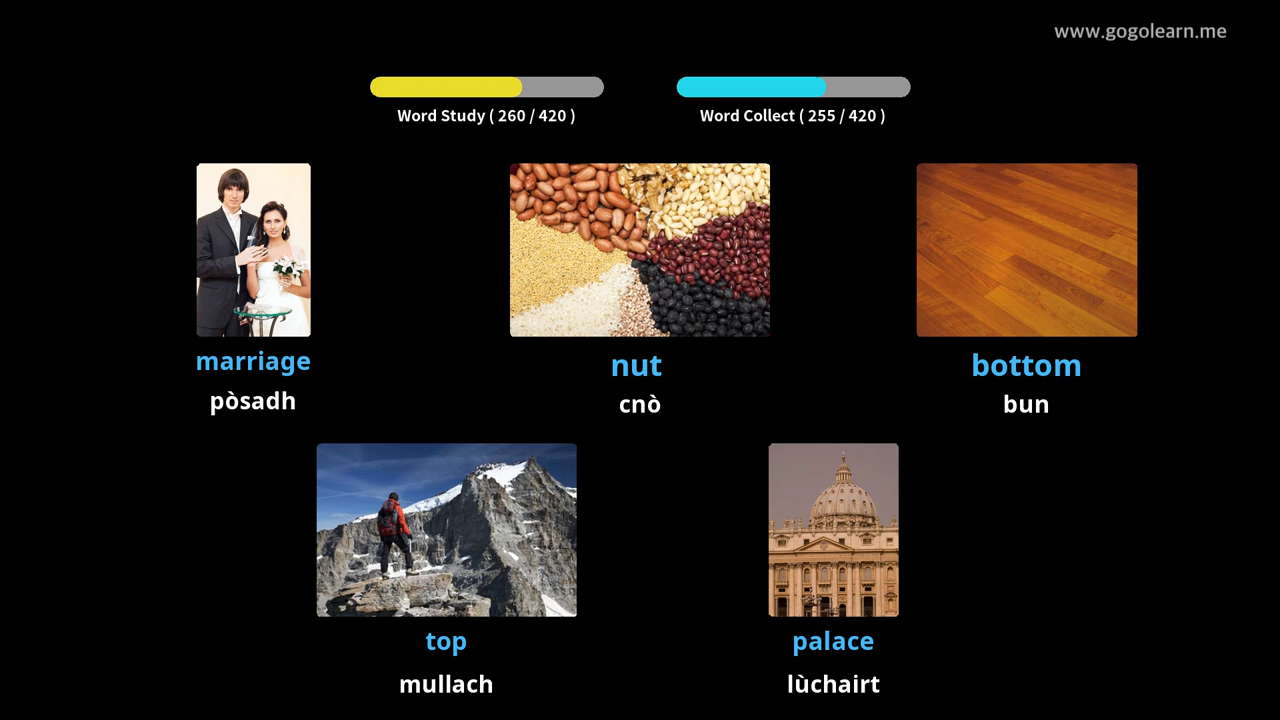 www.gogolearn.me
Word Study ( 260 / 420 )
Word Collect ( 255 / 420 )
marriage
pòsadh
nut
cnò
bottom
bun
top
mullach
palace
lùchairt